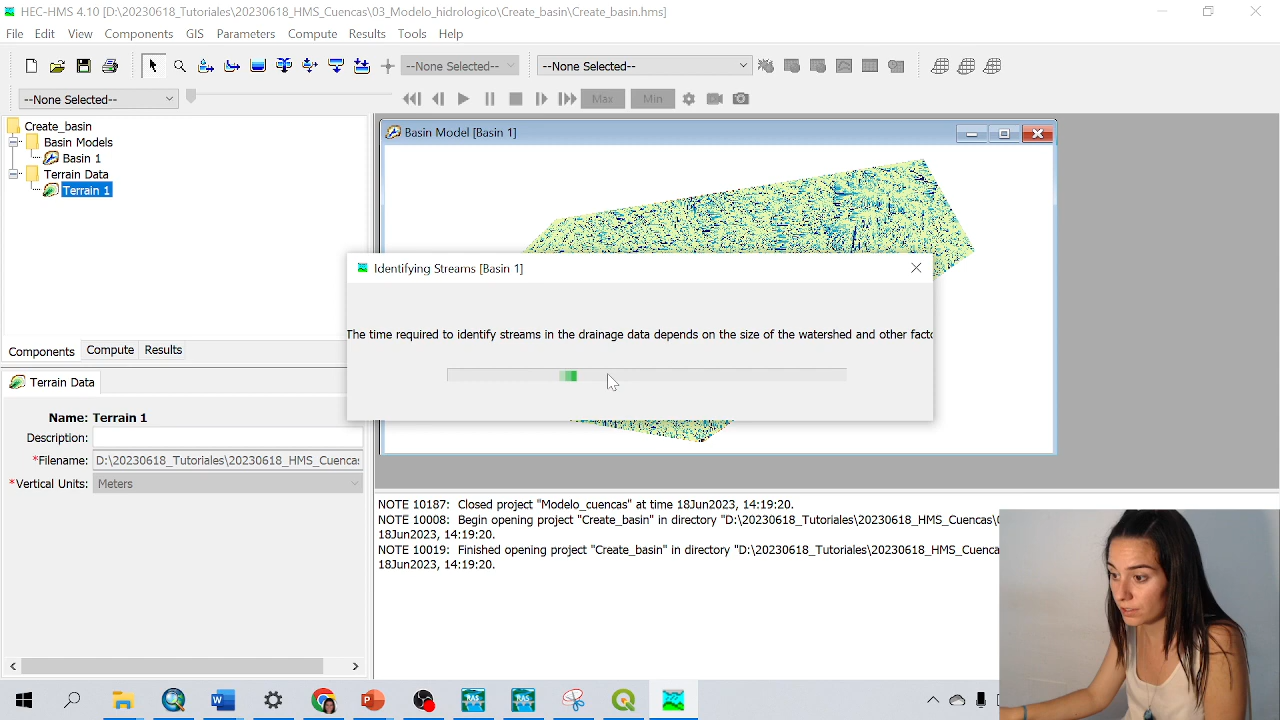 HEC-HMS 4.10 [D:\20230618_Tutoriales\20230618_HMS_Cuencas\03_Modelo_hidrologico\Create_basin\Create_basin.hms]
File Edit View Components GIS Parameters Compute Results Tools Help
--None Selected-- --None Selected--
--None Selected-- Max Min
Create_basin
Basin Models
Basin 1
Terrain Data
Terrain 1
Components Compute Results
Basin Model [Basin 1]
Identifying Streams [Basin 1]
The time required to identify streams in the drainage data depends on the size of the watershed and other facto
Terrain Data
Name: Terrain 1
Description:
*Filename: D:\20230618_Tutoriales\20230618_HMS_Cuenca:
*Vertical Units: Meters
NOTE 10187: Closed project "Modelo_cuencas" at time 18Jun2023, 14:19:20.
NOTE 10008: Begin opening project "Create_basin" in directory "D:\20230618_Tutoriales\20230618_HMS_Cuencas\
18Jun2023, 14:19:20.
NOTE 10019: Finished opening project "Create_basin" in directory "D:\20230618_Tutoriales\20230618_HMS_Cuenca
18Jun2023, 14:19:20.
RAS RAS